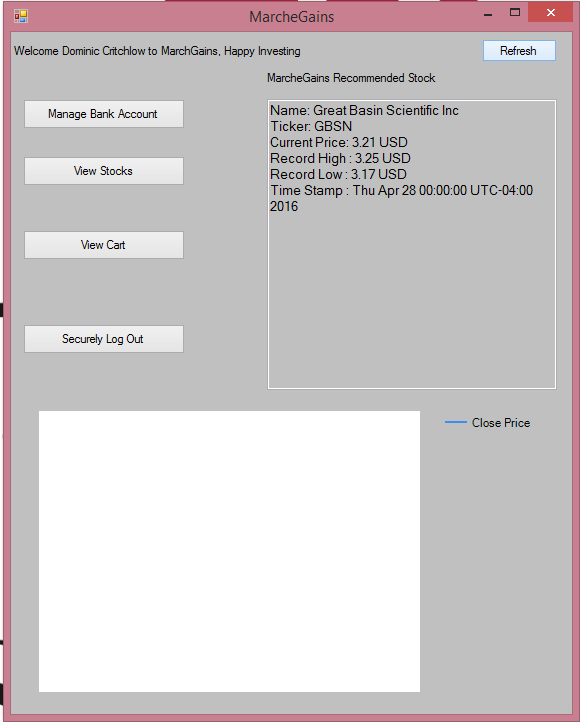 MarcheGains
Welcome Dominic Critchlow to MarchGains, Happy Investing
Refresh
MarcheGains Recommended Stock
Manage Bank Account
View Stocks
View Cart
Securely Log Out
Name: Great Basin Scientific Inc
Ticker: GBSN
Current Price: 3.21 USD
Record High : 3.25 USD
Record Low : 3.17 USD
Time Stamp : Thu Apr 28 00:00:00 UTC-04:00
2016
Close Price